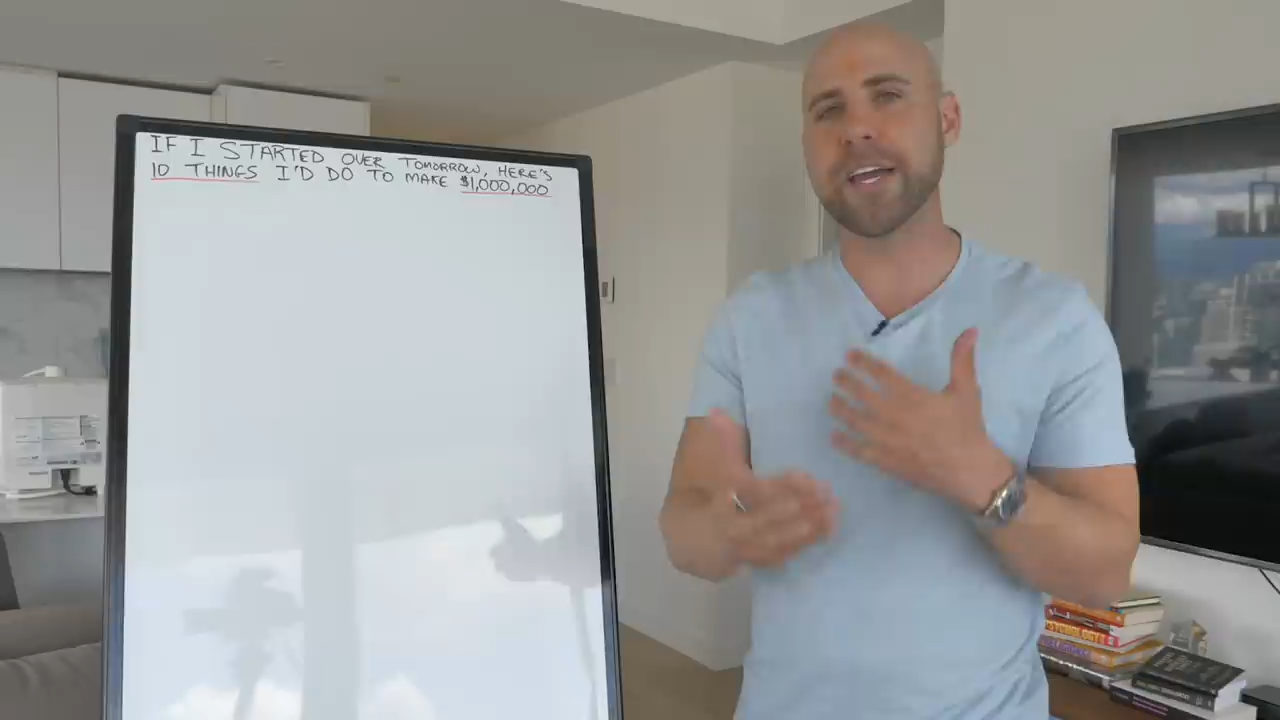 IF I STARTED OVER TOMORROW, HERE'S
10 THINGS I'D DO TO MAKE $1,000,000